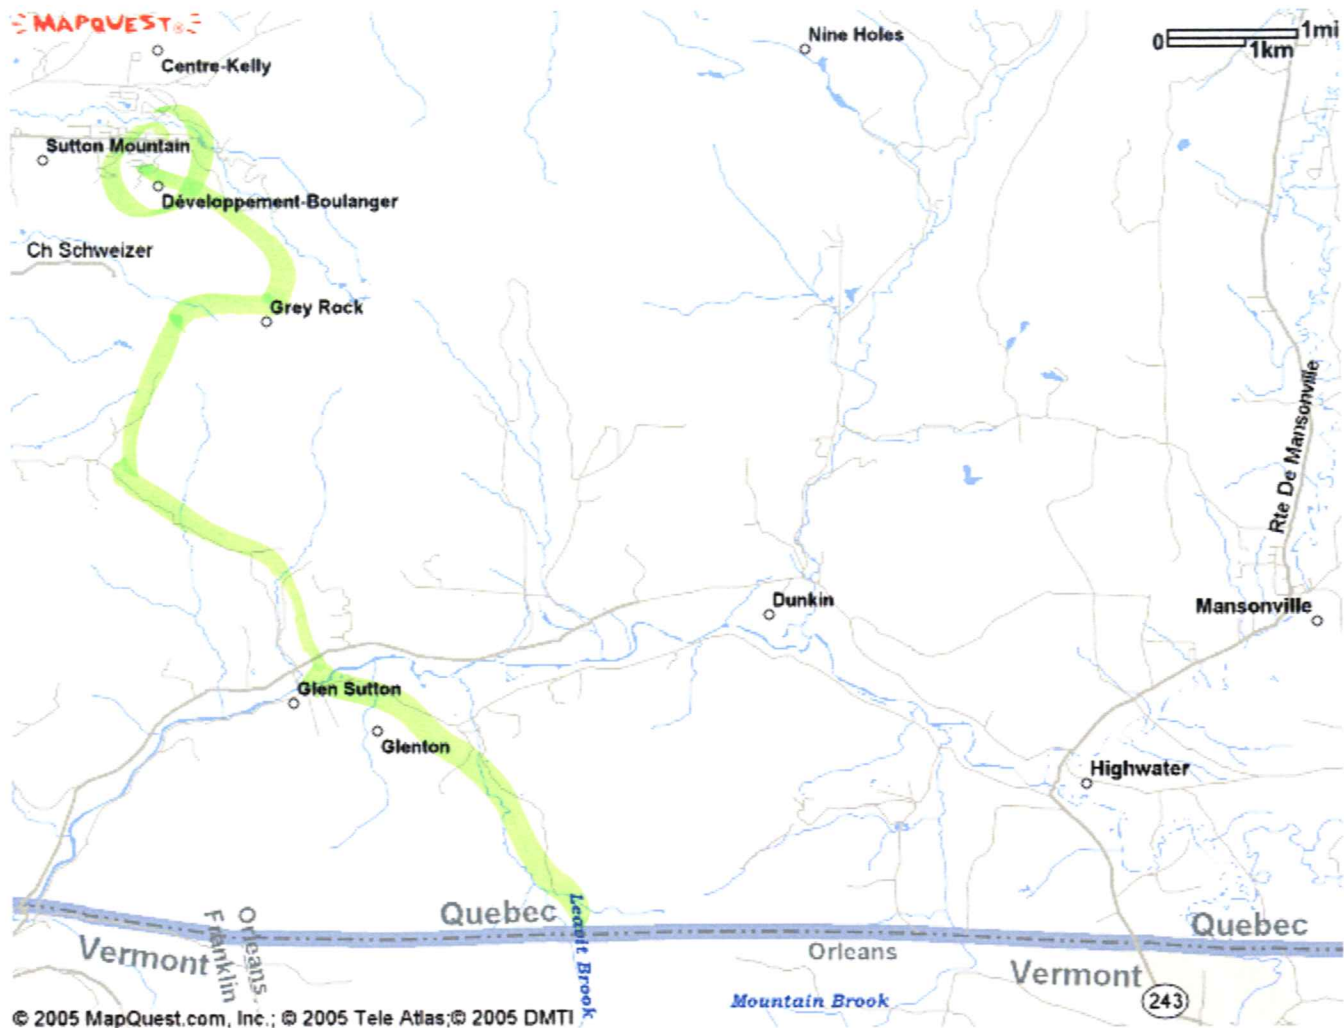 MAPQUEST®
Centre-Kelly
Nine Holes
0 1mi
1km
Sutton Mountain
Développement-Boulanger
Ch Schweizer
Grey Rock
Rte De Mansonville
Dunkin
Mansonville
Glen Sutton
Glenton
Highwater
Quebec
Quebec
Vermont
Vermont
Franklin
Orleans
Orleans
Leavit Brook
Mountain Brook
243
© 2005 MapQuest.com, Inc.; © 2005 Tele Atlas;© 2005 DMTI